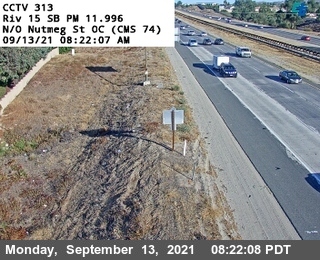 CCTV 313
Riv 15 SB PM 11.996
N/O Nutmeg St OC (CMS 74)
09/13/21 08:22:07 AM
Monday, September 13, 2021 08:22:08 PDT